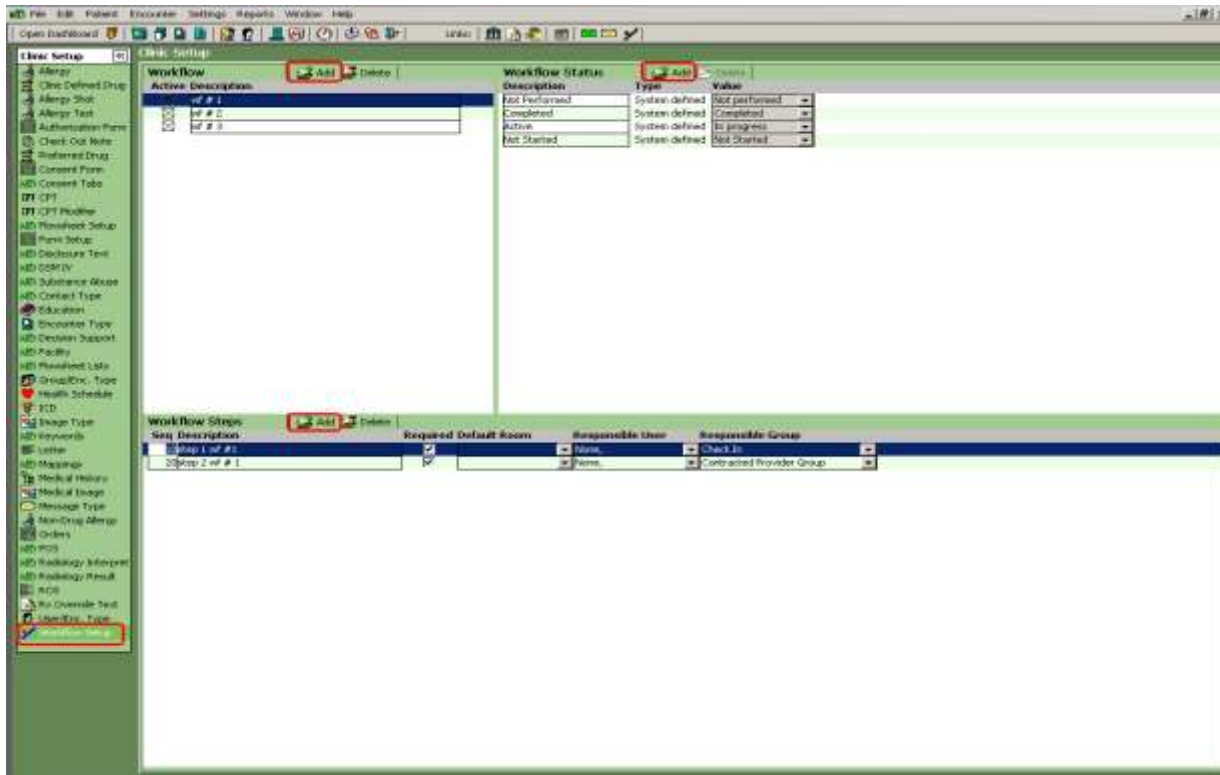 File Edit Patient Encounter Settings Reports Window Help
Open Dashboard Links:
Clinic Setup
Clinic Setup
Allergy
Clinic Defined Drug
Allergy Shot
Allergy Test
Authorization Form
Check Out Note
Preferred Drug
Consent Form
Consent Tabs
CPT
CPT Modifier
Flowsheet Setup
Form Setup
Disclosure Text
DSM IV
Substance Abuse
Contact Type
Education
Encounter Type
Decision Support
Facility
Flowsheet Lists
Group/Enc. Type
Health Schedule
ICD
Image Type
Keywords
Letter
Mappings
Medical History
Medical Image
Message Type
Non-Drug Allergy
Orders
POS
Radiology Interpret
Radiology Result
ROS
Rx Override Text
User/Enc. Type
Workflow Setup
Workflow Add Delete
Active Description
wf # 1
wf # 2
wf # 3
Workflow Status Add Delete
Description Type Value
Not Performed System defined Not performed
Completed System defined Completed
Active System defined In progress
Not Started System defined Not Started
Workflow Steps Add Delete
Seq Description Required Default Room Responsible User Responsible Group
step 1 wf #1 None, Check In
20 step 2 wf # 1 None, Contracted Provider Group